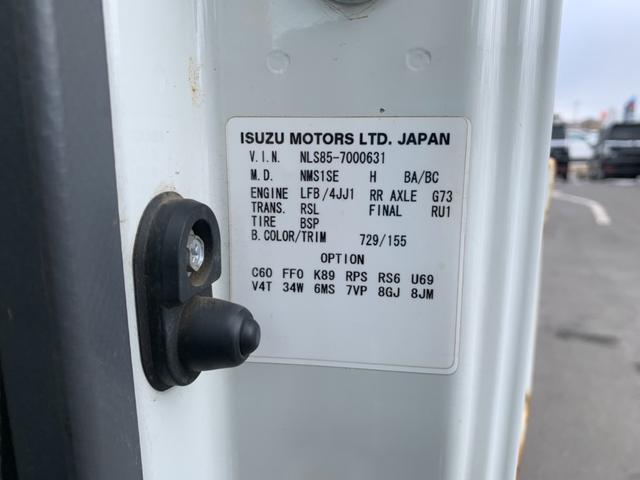 ISUZU MOTORS LTD. JAPAN
V.I.N. NLS85-7000631
M.D. NMS1SE H BA/BC
ENGINE LFB/4JJ1 RR AXLE G73
TRANS. RSL FINAL RU1
TIRE BSP
B.COLOR/TRIM 729/155
OPTION
C60 FF0 K89 RPS RS6 U69
V4T 34W 6MS 7VP 8GJ 8JM